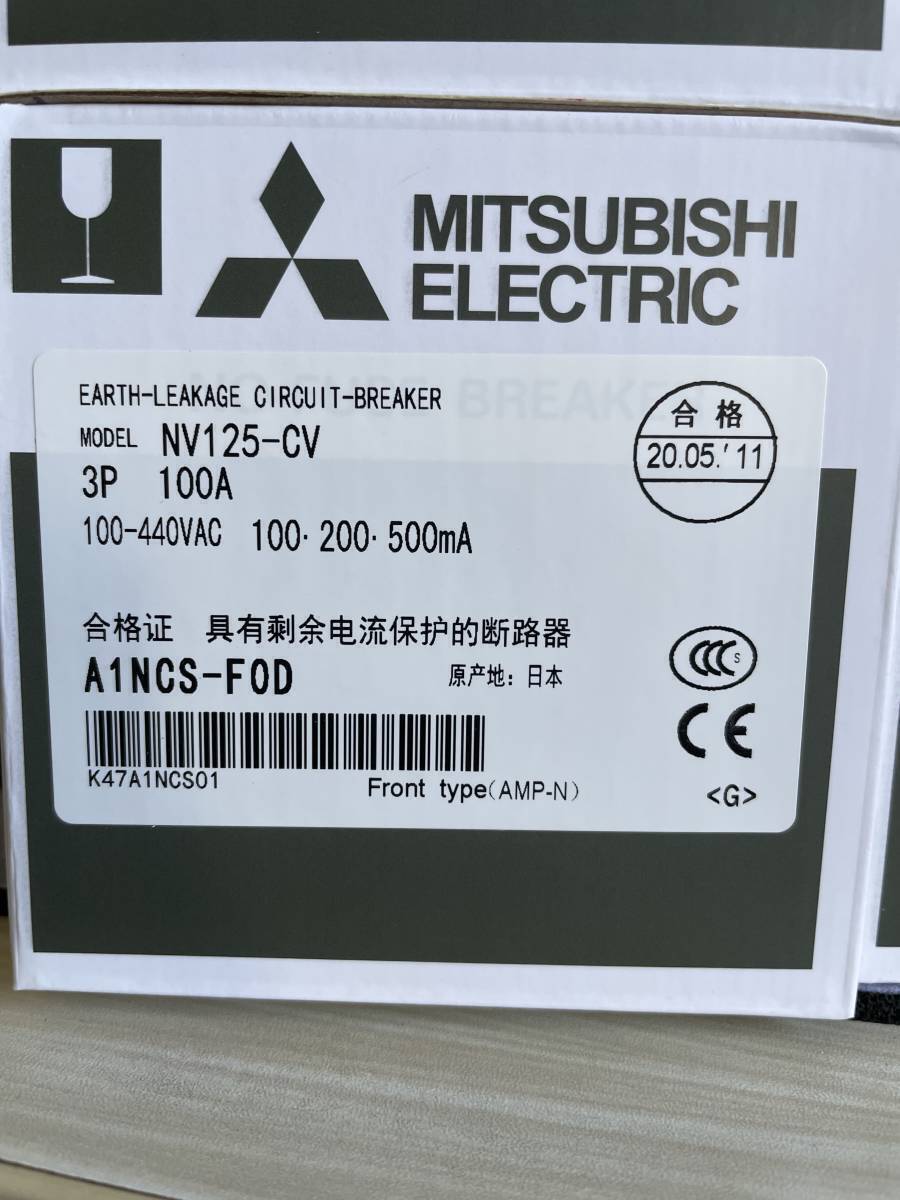 MITSUBISHI
ELECTRIC
EARTH-LEAKAGE CIRCUIT-BREAKER
MODEL NV125-CV
3P 100A
100-440VAC 100·200·500mA
合格
20.05.'11
合格证 具有剩余电流保护的断路器
A1NCS-F0D 原产地: 日本
CCC S
CE
K47A1NCS01
Front type(AMP-N)
<G>